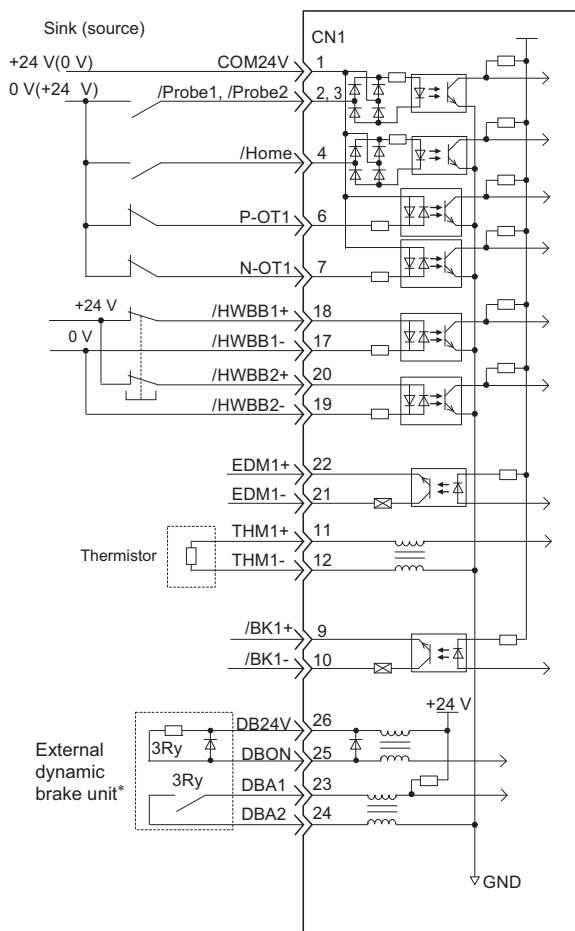 Sink (source)
CN1
+24 V(0 V)
COM24V
1
0 V(+24 V)
/Probe1, /Probe2
2, 3
/Home
4
P-OT1
6
N-OT1
7
+24 V
/HWBB1+
18
0 V
/HWBB1-
17
/HWBB2+
20
/HWBB2-
19
EDM1+
22
EDM1-
21
THM1+
11
Thermistor
THM1-
12
/BK1+
9
/BK1-
10
+24 V
DB24V
26
External
dynamic
brake unit*
3Ry
DBON
25
3Ry
DBA1
23
DBA2
24
GND